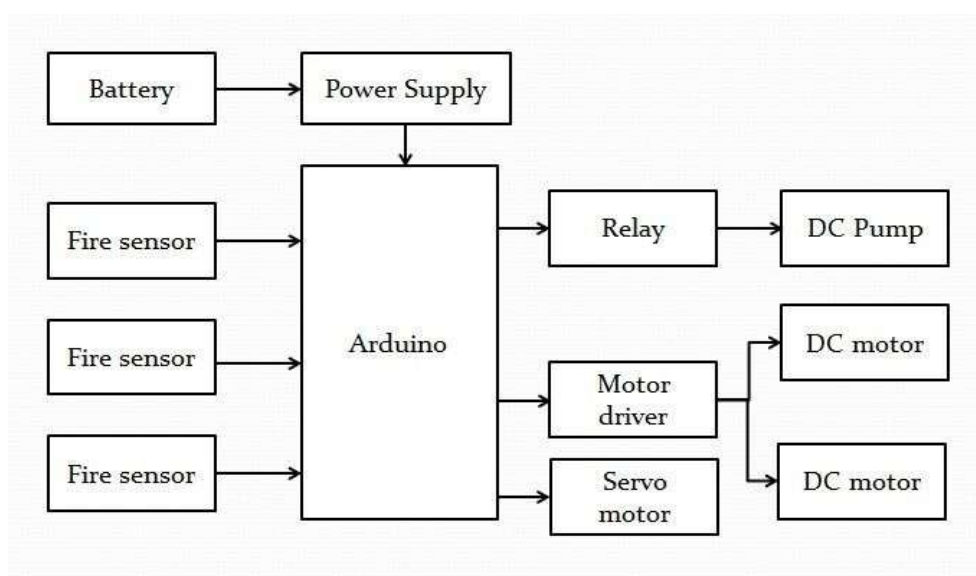 Battery
Power Supply
Fire sensor
Relay
DC Pump
Fire sensor
Arduino
DC motor
Motor
driver
Fire sensor
Servo
motor
DC motor